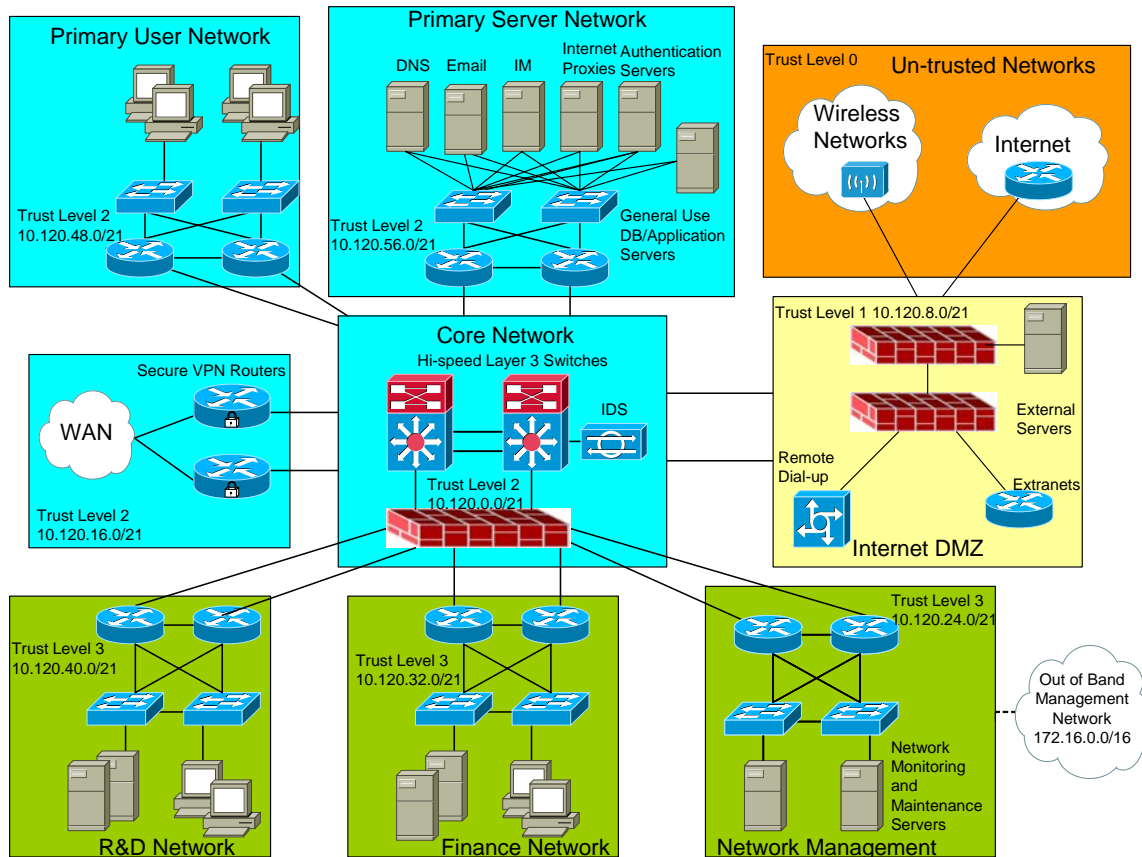 Primary User Network
Trust Level 2
10.120.48.0/21
Primary Server Network
DNS
Email
IM
Internet
Proxies
Authentication
Servers
Trust Level 2
10.120.56.0/21
General Use
DB/Application
Servers
Trust Level 0
Un-trusted Networks
Wireless
Networks
Internet
Secure VPN Routers
WAN
Trust Level 2
10.120.16.0/21
Core Network
Hi-speed Layer 3 Switches
IDS
Trust Level 2
10.120.0.0/21
Trust Level 1 10.120.8.0/21
External
Servers
Remote
Dial-up
Extranets
Internet DMZ
Trust Level 3
10.120.40.0/21
R&D Network
Trust Level 3
10.120.32.0/21
Finance Network
Trust Level 3
10.120.24.0/21
Network
Monitoring
and
Maintenance
Servers
Network Management
Out of Band
Management
Network
172.16.0.0/16